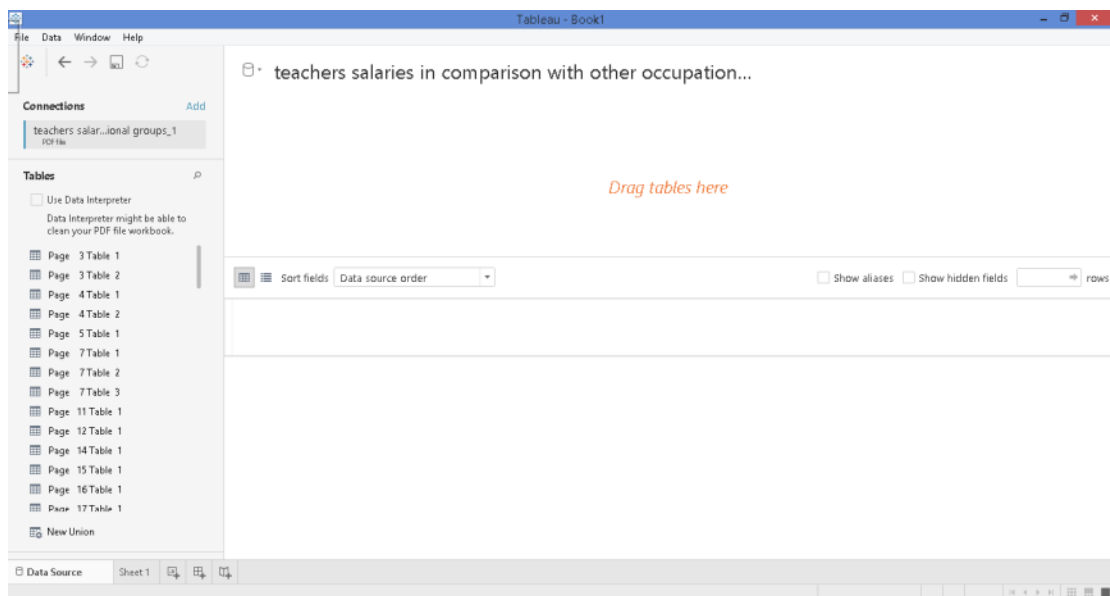 Tableau - Book1
File Data Window Help
teachers salaries in comparison with other occupation...
Connections Add
teachers salar...ional groups_1
PDF file
Tables
Use Data Interpreter
Data Interpreter might be able to
clean your PDF file workbook.
Page 3 Table 1
Page 3 Table 2
Page 4 Table 1
Page 4 Table 2
Page 5 Table 1
Page 7 Table 1
Page 7 Table 2
Page 7 Table 3
Page 11 Table 1
Page 12 Table 1
Page 14 Table 1
Page 15 Table 1
Page 16 Table 1
Page 17 Table 1
New Union
Drag tables here
Sort fields Data source order
Show aliases Show hidden fields rows
Data Source Sheet 1